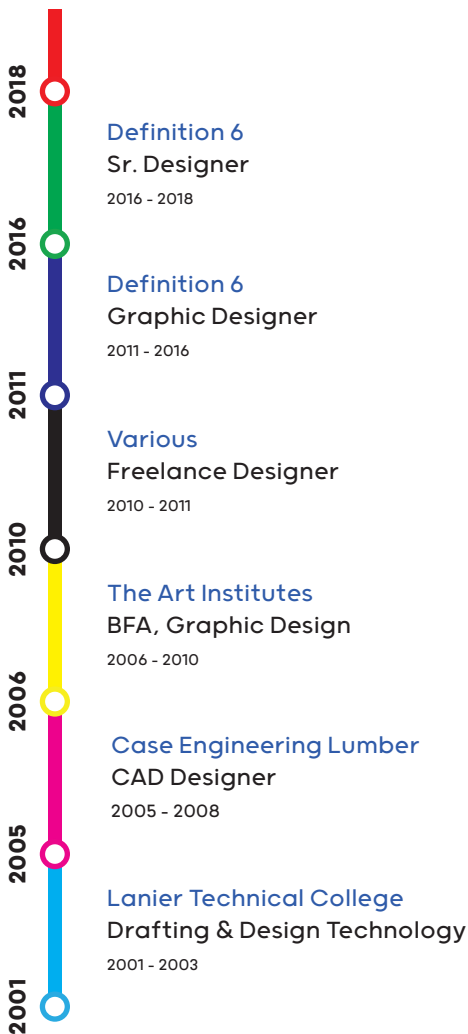 2018
Definition 6
Sr. Designer
2016 - 2018
2016
Definition 6
Graphic Designer
2011 - 2016
2011
Various
Freelance Designer
2010 - 2011
2010
The Art Institutes
BFA, Graphic Design
2006 - 2010
2006
Case Engineering Lumber
CAD Designer
2005 - 2008
2005
Lanier Technical College
Drafting & Design Technology
2001 - 2003
2001